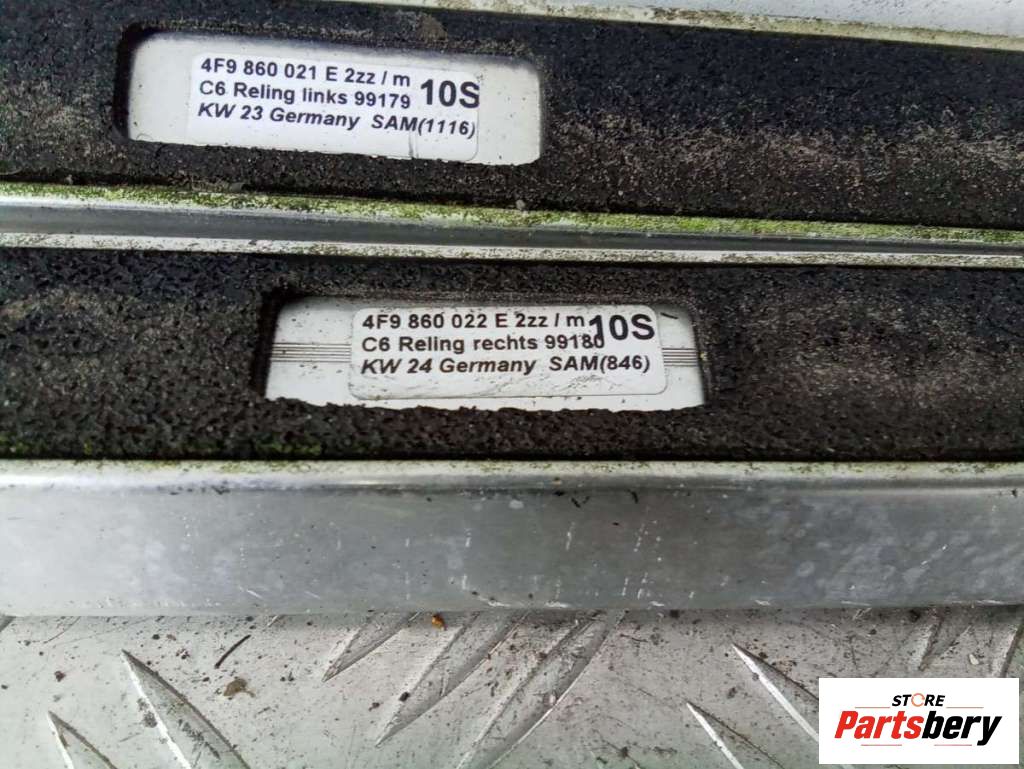 4F9 860 021 E 2zz / m
C6 Reling links 99179 10S
KW 23 Germany SAM(1116)
4F9 860 022 E 2zz / m
C6 Reling rechts 99180 10S
KW 24 Germany SAM(846)
STORE
Partsbery